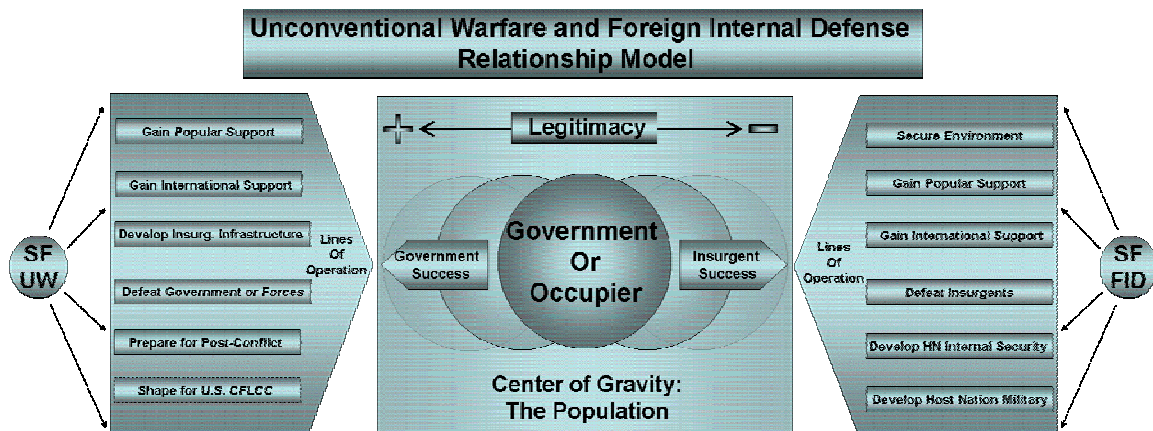 Unconventional Warfare and Foreign Internal Defense
Relationship Model
SF
UW
Gain Popular Support
Gain International Support
Develop Insurg. Infrastructure
Defeat Government or Forces
Prepare for Post-Conflict
Shape for U.S. CFLCC
Lines
Of
Operation
+
Legitimacy
-
Government
Success
Government
Or
Occupier
Insurgent
Success
Center of Gravity:
The Population
Lines
Of
Operation
Secure Environment
Gain Popular Support
Gain International Support
Defeat Insurgents
Develop HN Internal Security
Develop Host Nation Military
SF
FID